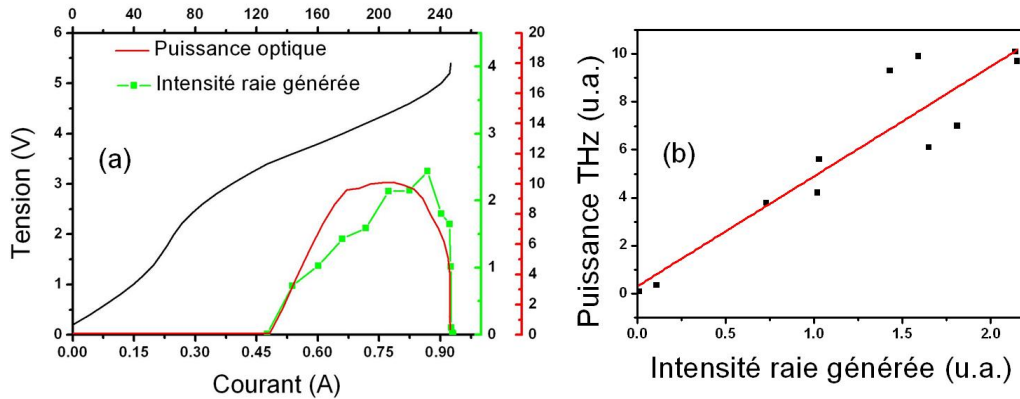 0 40 80 120 160 200 240
Puissance optique
Intensité raie générée
(a)
Tension (V)
6
5
4
3
2
1
0
4
3
2
1
0
20
18
16
14
12
10
8
6
4
2
0
0.00 0.15 0.30 0.45 0.60 0.75 0.90
Courant (A)
(b)
Puissance THz (u.a.)
10
8
6
4
2
0
0.0 0.5 1.0 1.5 2.0
Intensité raie générée (u.a.)